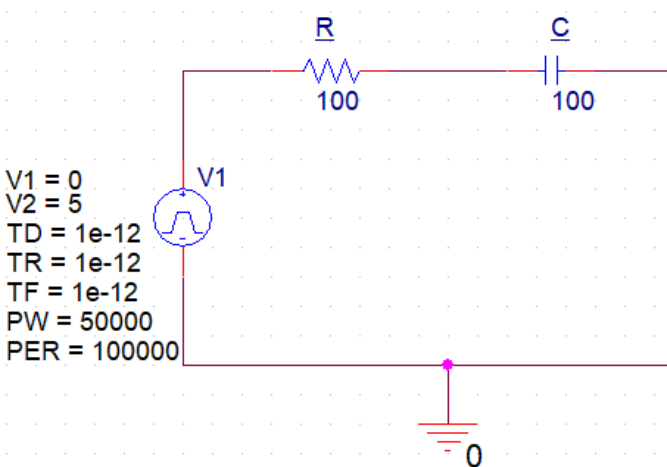 R
C
100
100
V1
V1 = 0
V2 = 5
TD = 1e-12
TR = 1e-12
TF = 1e-12
PW = 50000
PER = 100000
0